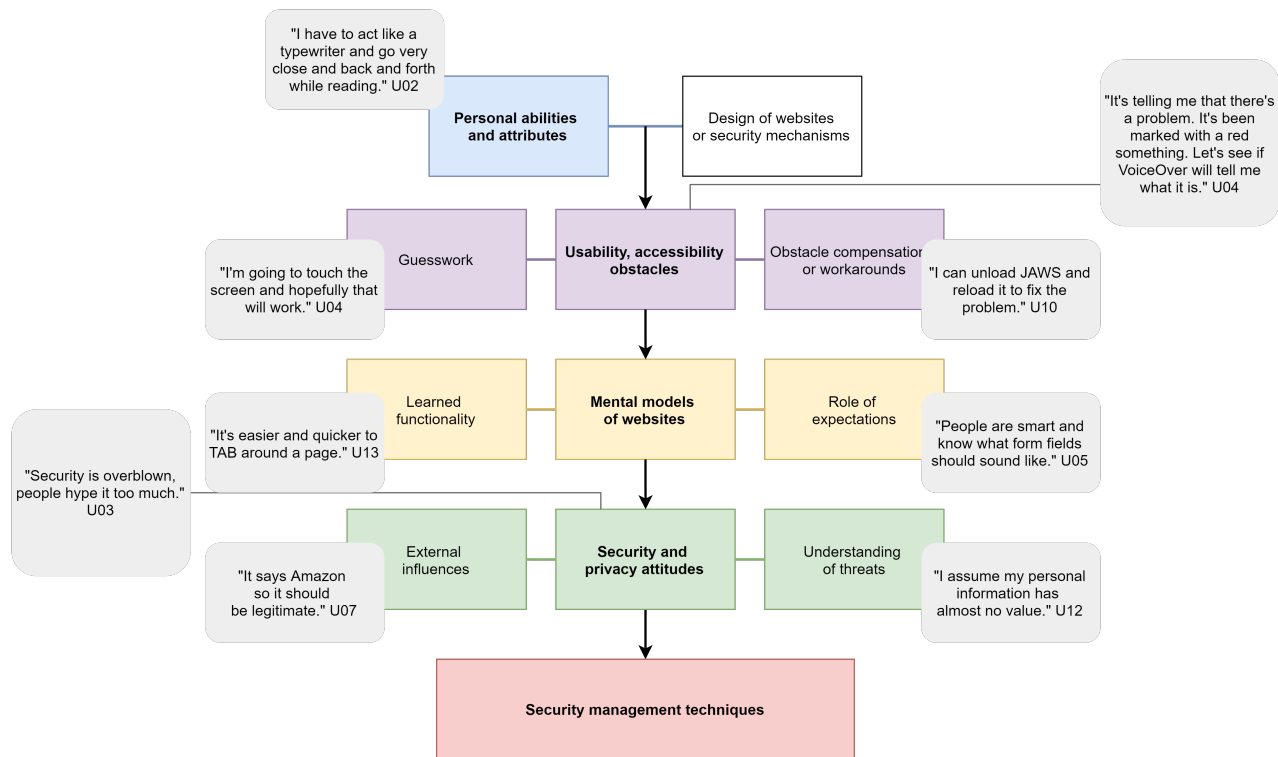 "I have to act like a
typewriter and go very
close and back and forth
while reading." U02
Personal abilities
and attributes
Design of websites
or security mechanisms
"It's telling me that there's
a problem. It's been
marked with a red
something. Let's see if
VoiceOver will tell me
what it is." U04
Guesswork
"I'm going to touch the
screen and hopefully that
will work." U04
Usability, accessibility
obstacles
Obstacle compensation
or workarounds
"I can unload JAWS and
reload it to fix the
problem." U10
Learned
functionality
"It's easier and quicker to
TAB around a page." U13
Mental models
of websites
Role of
expectations
"People are smart and
know what form fields
should sound like." U05
"Security is overblown,
people hype it too much."
U03
External
influences
"It says Amazon
so it should
be legitimate." U07
Security and
privacy attitudes
Understanding
of threats
"I assume my personal
information has
almost no value." U12
Security management techniques